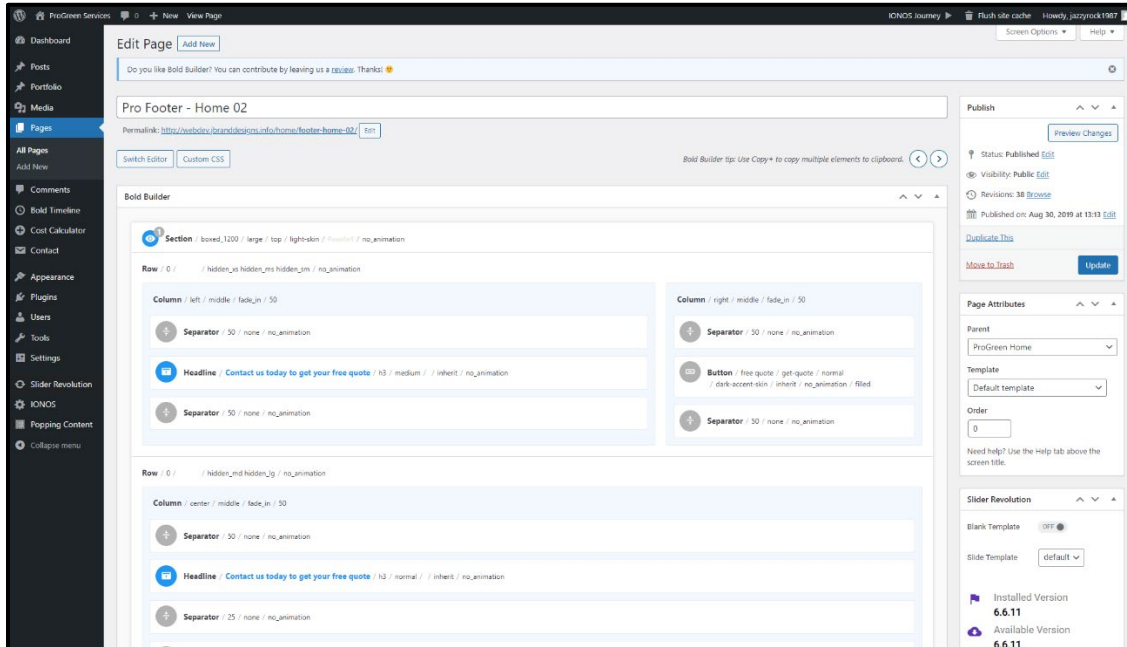 ProGreen Services 0 + New View Page IONOS Journey Flush site cache Howdy, jazzyrock1987
Dashboard
Posts
Portfolio
Media
Pages
All Pages
Add New
Comments
Bold Timeline
Cost Calculator
Contact
Appearance
Plugins
Users
Tools
Settings
Slider Revolution
IONOS
Popping Content
Collapse menu
Screen Options Help
Edit Page Add New
Do you like Bold Builder? You can contribute by leaving us a review. Thanks!
Pro Footer - Home 02
Permalink: http://webdev.jbranddesigns.info/home/footer-home-02/ Edit
Switch Editor Custom CSS Bold Builder tip: Use Copy+ to copy multiple elements to clipboard.
Bold Builder
1
Section / boxed_1200 / large / top / light-skin / / no_animation
Row / 0 / / hidden_xs hidden_ms hidden_sm / no_animation
Column / left / middle / fade_in / 50
Separator / 50 / none / no_animation
Headline / Contact us today to get your free quote / h3 / medium / / inherit / no_animation
Separator / 50 / none / no_animation
Column / right / middle / fade_in / 50
Separator / 50 / none / no_animation
Button / free quote / get-quote / normal
/ dark-accent-skin / inherit / no_animation / filled
Separator / 50 / none / no_animation
Row / 0 / / hidden_md hidden_lg / no_animation
Column / center / middle / fade_in / 50
Separator / 50 / none / no_animation
Headline / Contact us today to get your free quote / h3 / normal / / inherit / no_animation
Separator / 25 / none / no_animation
Publish
Preview Changes
Status: Published Edit
Visibility: Public Edit
Revisions: 38 Browse
Published on: Aug 30, 2019 at 13:13 Edit
Duplicate This
Move to Trash Update
Page Attributes
Parent
ProGreen Home
Template
Default template
Order
0
Need help? Use the Help tab above the
screen title.
Slider Revolution
Blank Template OFF
Slide Template default
Installed Version
6.6.11
Available Version
6.6.11